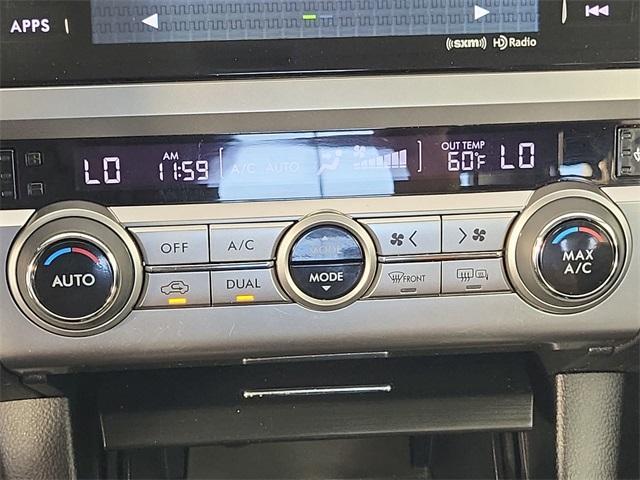 APPS
((SXM)) HD Radio
LO AM 11:59 A/C AUTO OUT TEMP 60°F LO
OFF A/C MODE
AUTO MODE MAX A/C
DUAL FRONT